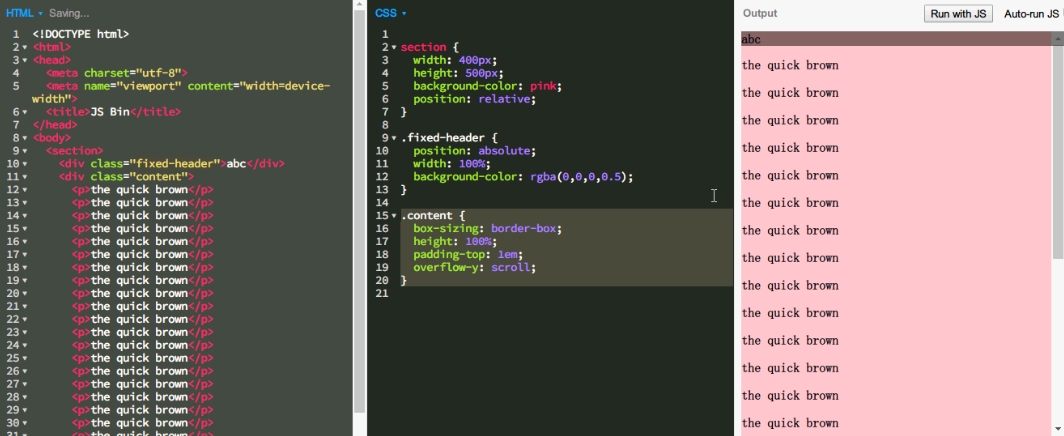 HTML Saving...
1 <!DOCTYPE html>
2 <html>
3 <head>
4 <meta charset="utf-8">
5 <meta name="viewport" content="width=device-
width">
6 <title>JS Bin</title>
7 </head>
8 <body>
9 <section>
10 <div class="fixed-header">abc</div>
11 <div class="content">
12 <p>the quick brown</p>
13 <p>the quick brown</p>
14 <p>the quick brown</p>
15 <p>the quick brown</p>
16 <p>the quick brown</p>
17 <p>the quick brown</p>
18 <p>the quick brown</p>
19 <p>the quick brown</p>
20 <p>the quick brown</p>
21 <p>the quick brown</p>
22 <p>the quick brown</p>
23 <p>the quick brown</p>
24 <p>the quick brown</p>
25 <p>the quick brown</p>
26 <p>the quick brown</p>
27 <p>the quick brown</p>
28 <p>the quick brown</p>
29 <p>the quick brown</p>
30 <p>the quick brown</p>
31 <p>the quick brown</p>
CSS
1
2 section {
3 width: 400px;
4 height: 500px;
5 background-color: pink;
6 position: relative;
7 }
8
9 .fixed-header {
10 position: absolute;
11 width: 100%;
12 background-color: rgba(0,0,0,0.5);
13 }
14
15 .content {
16 box-sizing: border-box;
17 height: 100%;
18 padding-top: 1em;
19 overflow-y: scroll;
20 }
21
Output Run with JS Auto-run JS
abc
the quick brown
the quick brown
the quick brown
the quick brown
the quick brown
the quick brown
the quick brown
the quick brown
the quick brown
the quick brown
the quick brown
the quick brown
the quick brown
the quick brown